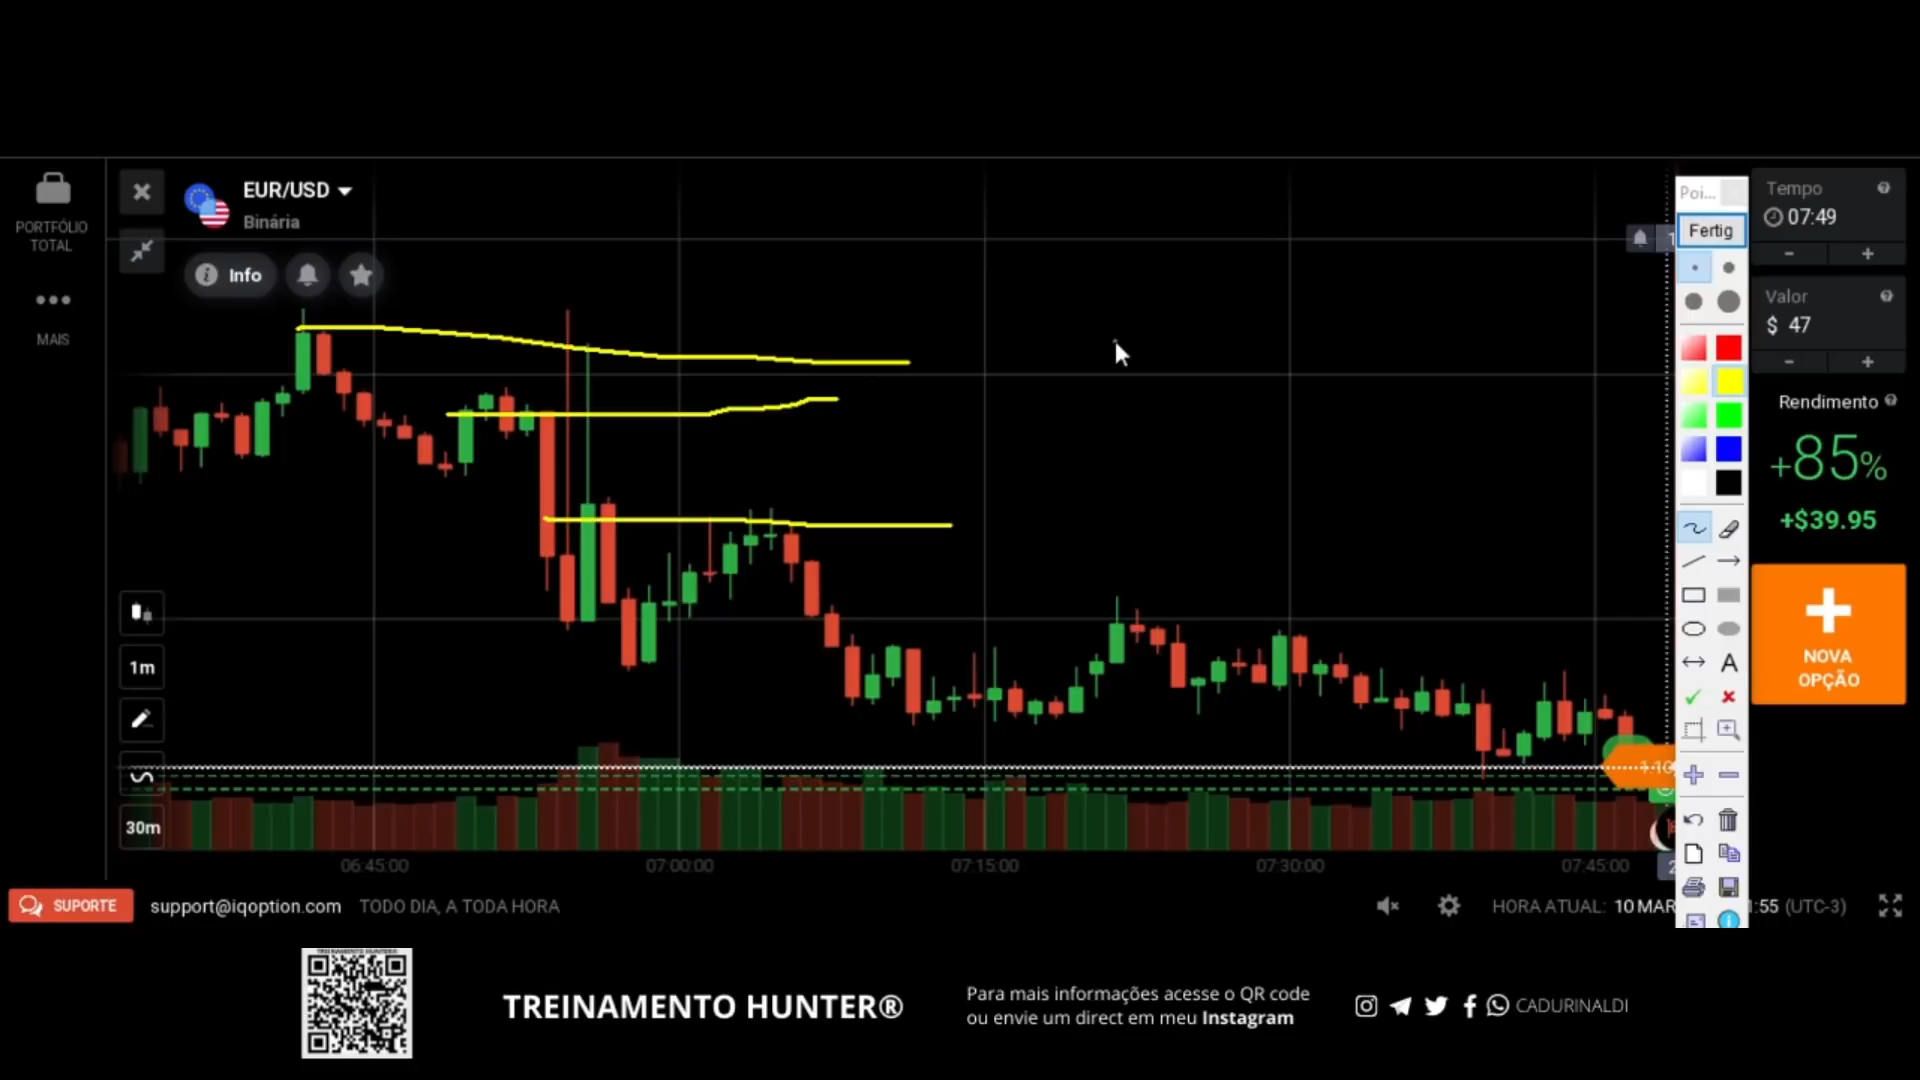 PORTFÓLIO
TOTAL
MAIS
EUR/USD
Binária
Info
1m
30m
06:45:00
07:00:00
07:15:00
07:30:00
07:45:00
Poi...
Fertig
A
Tempo
07:49
- +
Valor
$ 47
- +
Rendimento
+85%
+$39.95
NOVA
OPÇÃO
SUPORTE
support@iqoption.com
TODO DIA, A TODA HORA
HORA ATUAL: 10 MAR
:55 (UTC-3)
TREINAMENTO HUNTER®
Para mais informações acesse o QR code
ou envie um direct em meu Instagram
CADURINALDI